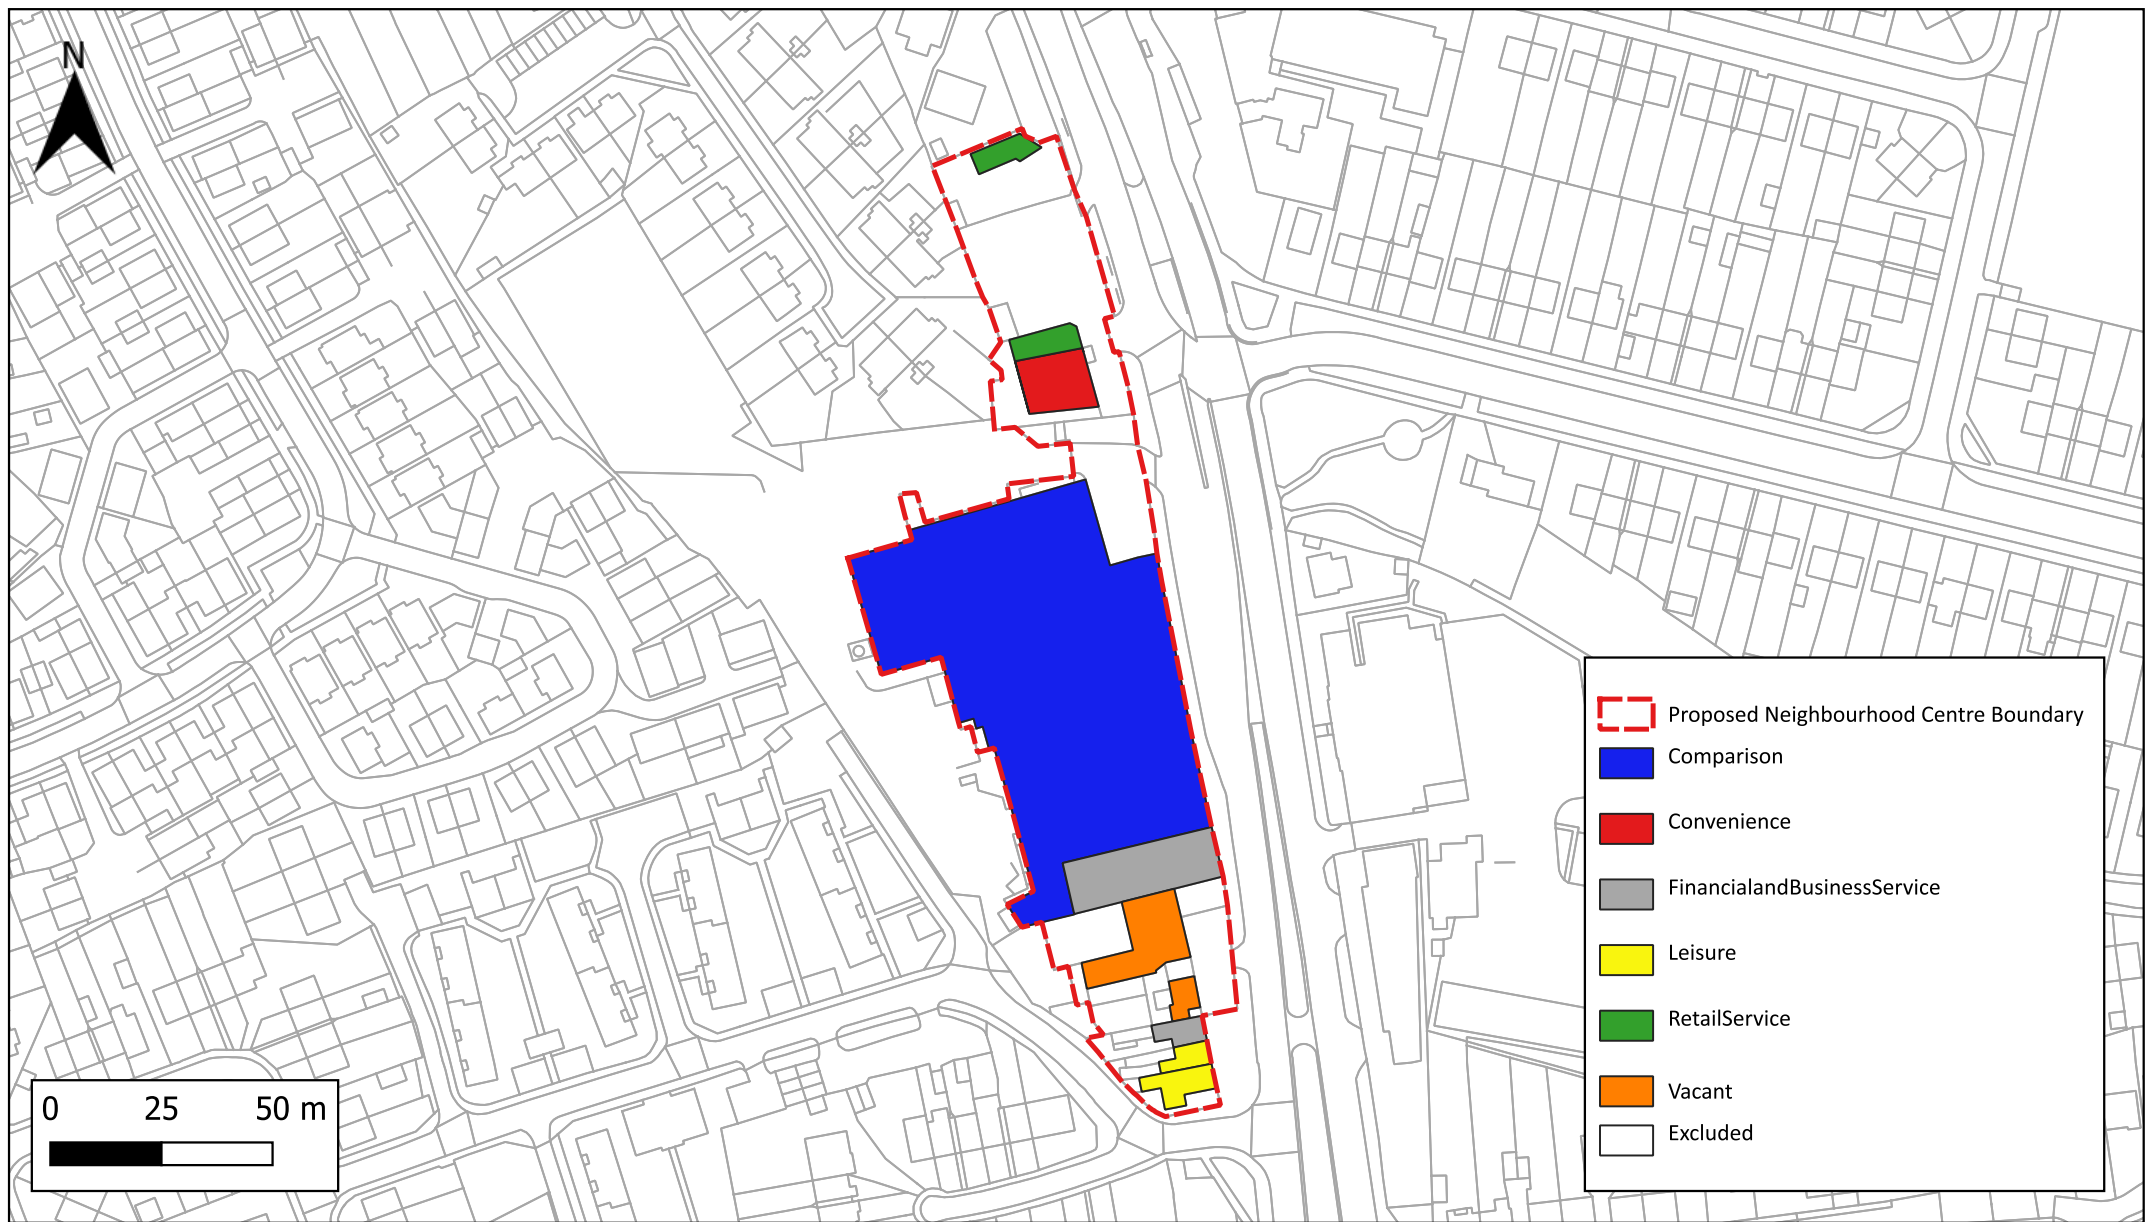 N
Proposed Neighbourhood Centre Boundary
Comparison
Convenience
FinancialandBusinessService
Leisure
RetailService
Vacant
Excluded
0 25 50 m